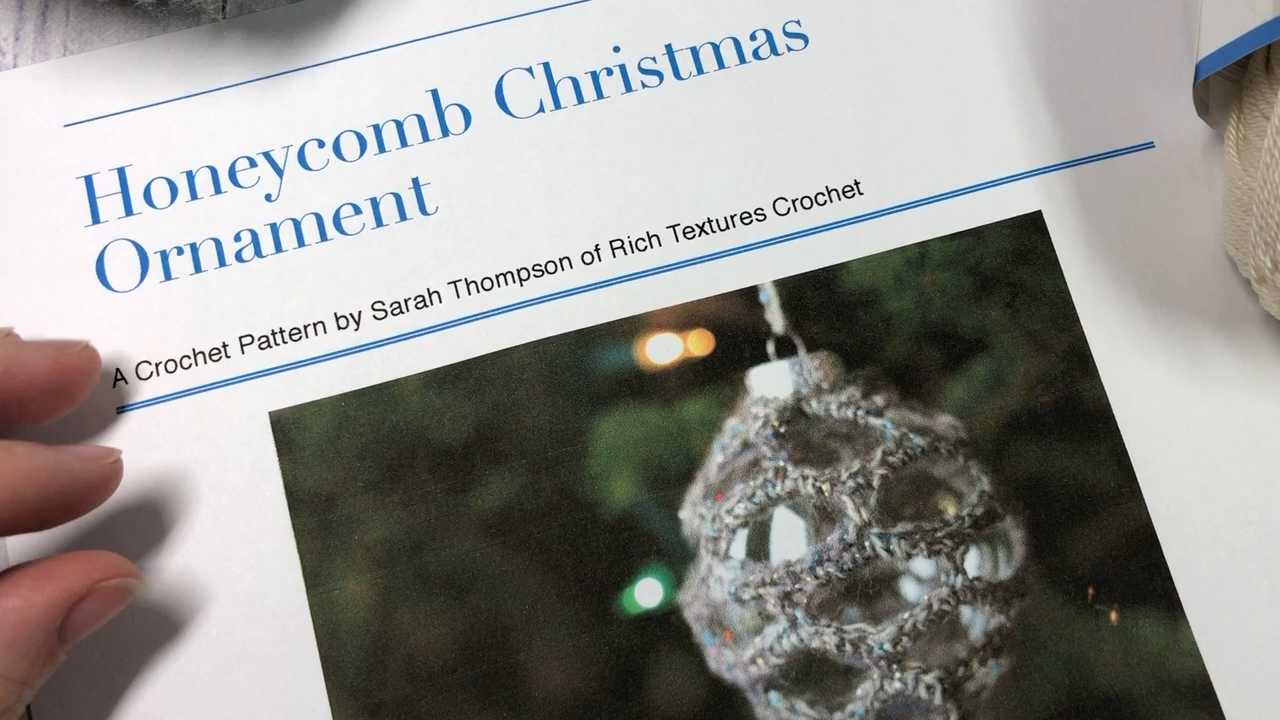 Honeycomb Christmas
Ornament
A Crochet Pattern by Sarah Thompson of Rich Textures Crochet